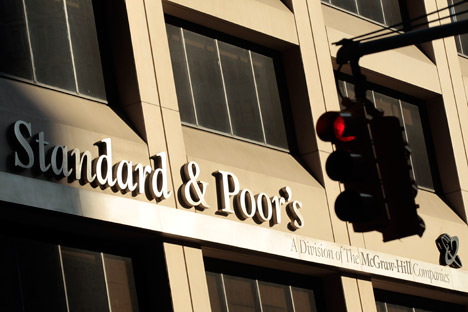 Standard & Poor's
A Division of The McGraw-Hill Companies